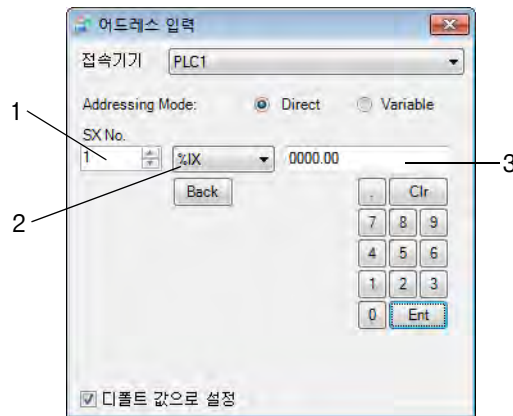 어드레스 입력
접속기기 PLC1
Addressing Mode: Direct Variable
SX No.
1 %IX 0000.00
Back . Clr
7 8 9
4 5 6
1 2 3
0 Ent
디폴트 값으로 설정
1
2
3